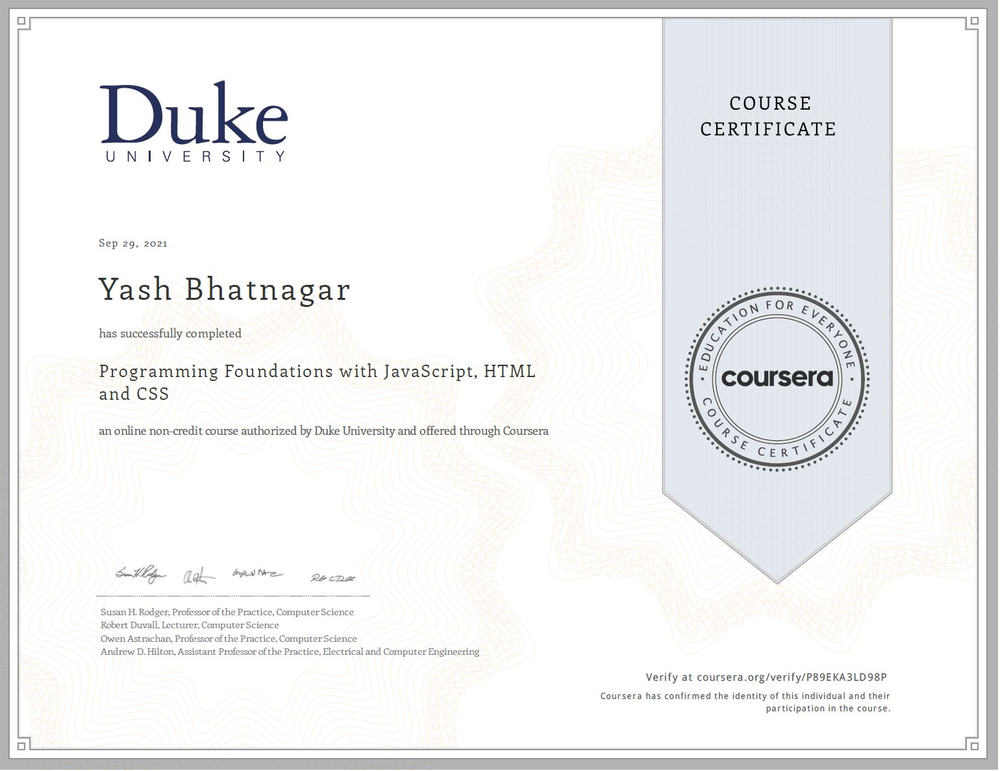 Duke
UNIVERSITY
COURSE
CERTIFICATE
Sep 29, 2021
Yash Bhatnagar
has successfully completed
Programming Foundations with JavaScript, HTML
and CSS
an online non-credit course authorized by Duke University and offered through Coursera
EDUCATION FOR EVERYONE
coursera
COURSE CERTIFICATE
Susan H. Rodger, Professor of the Practice, Computer Science
Robert Duvall, Lecturer, Computer Science
Owen Astrachan, Professor of the Practice, Computer Science
Andrew D. Hilton, Assistant Professor of the Practice, Electrical and Computer Engineering
Verify at coursera.org/verify/P89EKA3LD98P
Coursera has confirmed the identity of this individual and their
participation in the course.